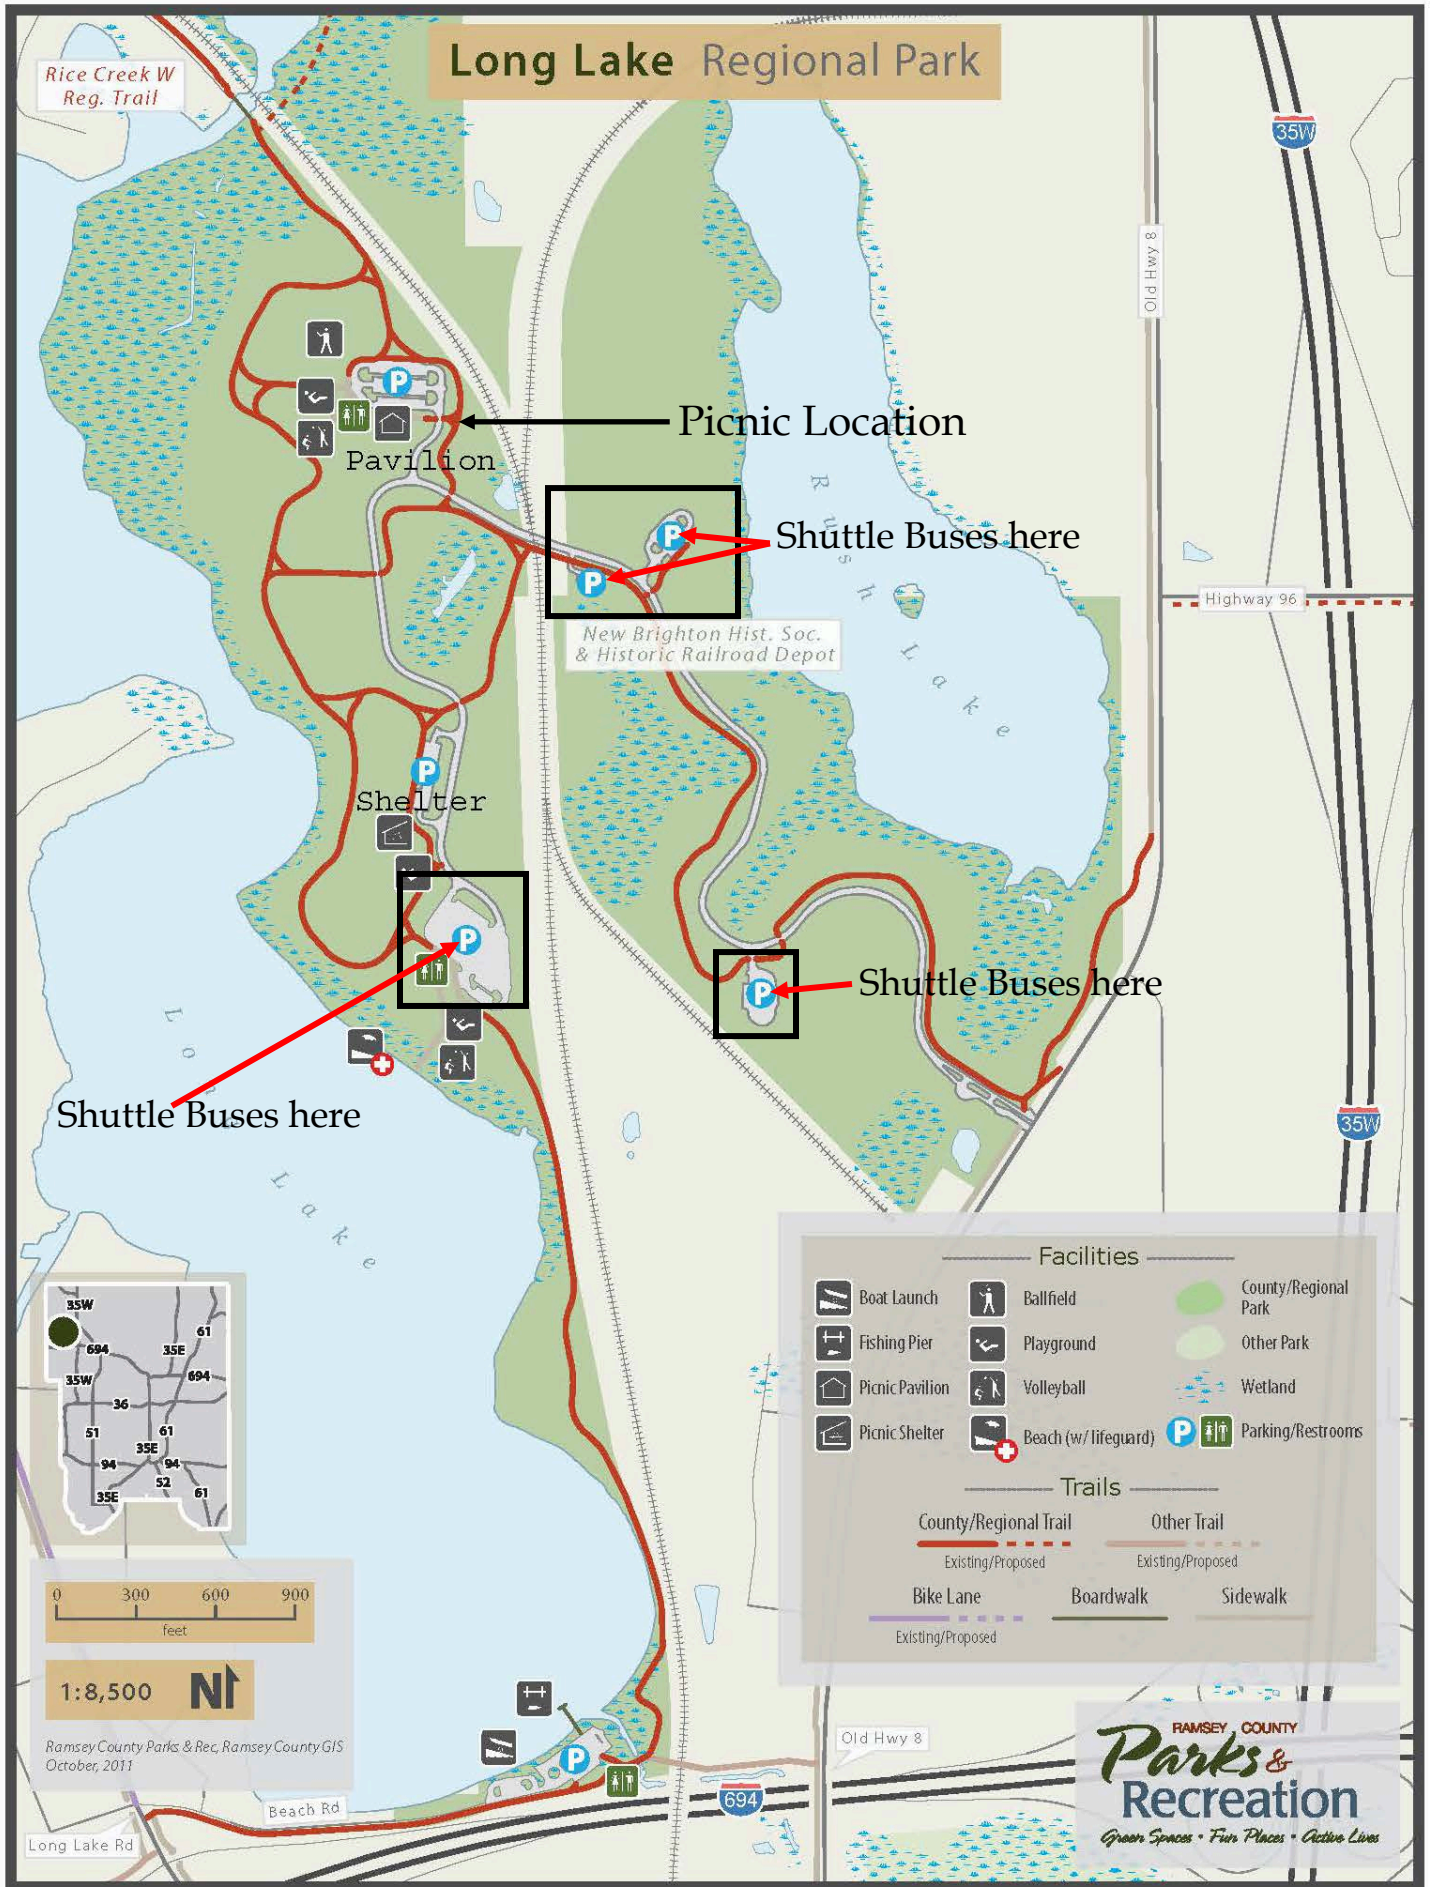 Long Lake Regional Park
Rice Creek W
Reg. Trail
35W
Old Hwy 8
P
Picnic Location
Pavilion
P
Shuttle Buses here
P
Rush Lake
Highway 96
New Brighton Hist. Soc.
& Historic Railroad Depot
P
Shelter
P
P
Shuttle Buses here
Long Lake
Shuttle Buses here
35W
Facilities
Boat Launch
Ballfield
County/Regional
Park
Fishing Pier
Playground
Other Park
Picnic Pavilion
Volleyball
Wetland
Picnic Shelter
Beach (w/ lifeguard)
P
Parking/Restrooms
Trails
County/Regional Trail
Other Trail
Existing/Proposed
Existing/Proposed
Bike Lane
Boardwalk
Sidewalk
Existing/Proposed
35W
61
694
35E
35W
694
36
51
61
35E
94
94
52
35E
61
0 300 600 900
feet
1:8,500 N
Ramsey County Parks & Rec, Ramsey County GIS
October, 2011
P
Old Hwy 8
694
Beach Rd
Long Lake Rd
RAMSEY COUNTY
Parks &
Recreation
Green Spaces • Fun Places • Active Lives